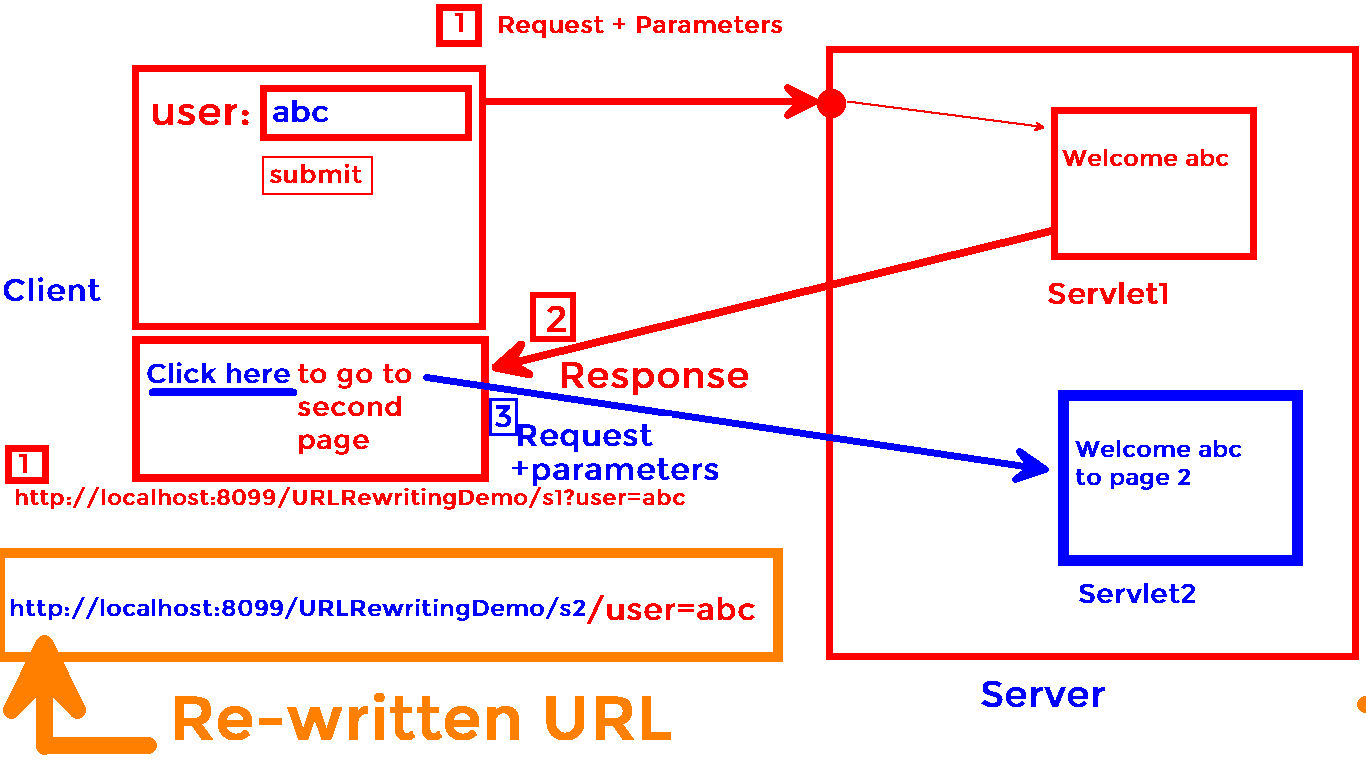 1 Request + Parameters
user: abc
submit
Welcome abc
Servlet1
Client
2
Response
Click here to go to
second
page
3
Request
+parameters
Welcome abc
to page 2
Servlet2
1
http://localhost:8099/URLRewritingDemo/s1?user=abc
http://localhost:8099/URLRewritingDemo/s2/user=abc
Re-written URL
Server